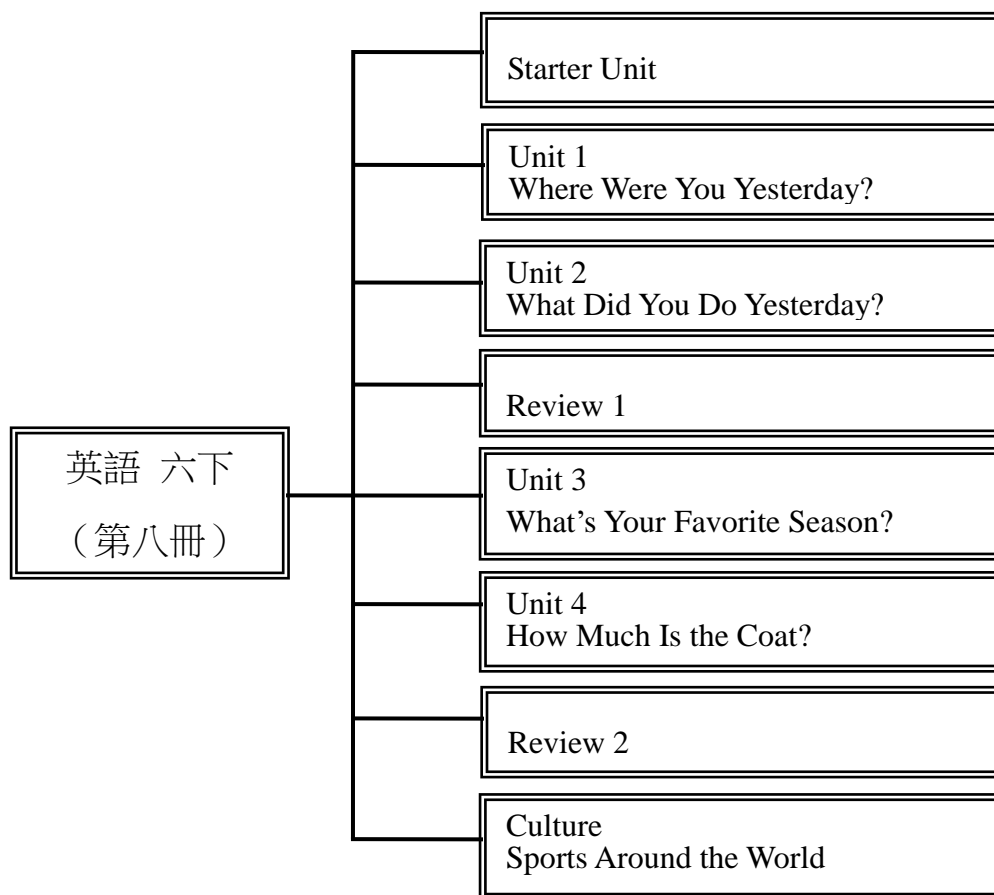 英語 六下
（第八冊）
Starter Unit
Unit 1
Where Were You Yesterday?
Unit 2
What Did You Do Yesterday?
Review 1
Unit 3
What’s Your Favorite Season?
Unit 4
How Much Is the Coat?
Review 2
Culture
Sports Around the World